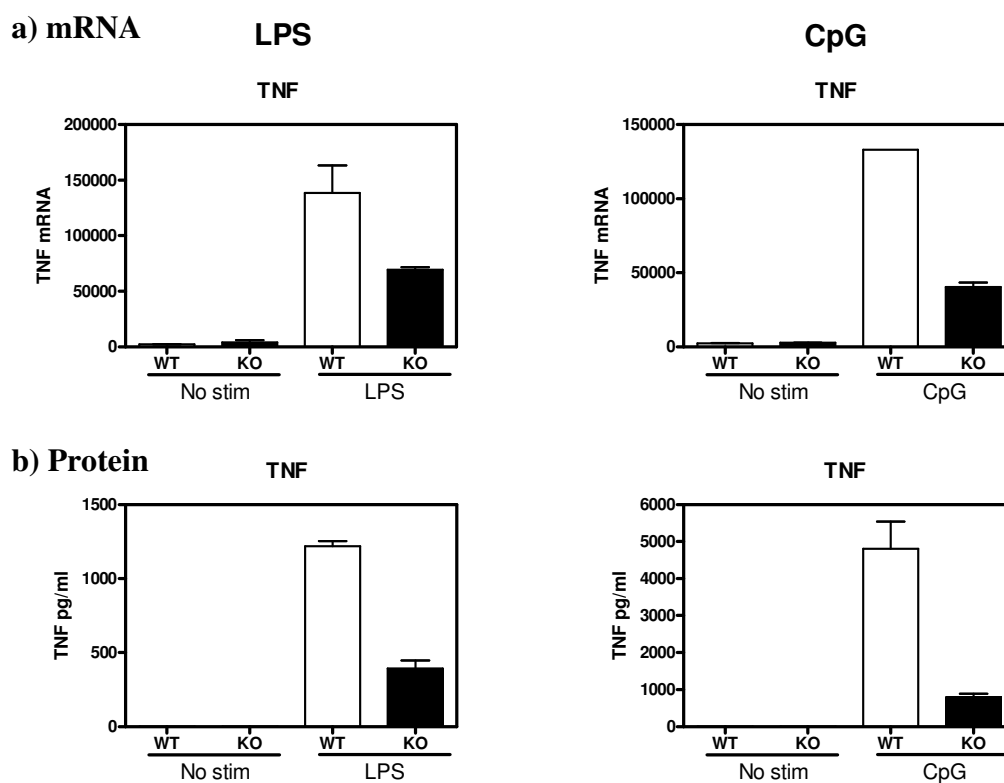 a) mRNA
LPS
CpG
TNF
TNF
200000
150000
100000
50000
0
TNF mRNA
WT
KO
WT
KO
No stim
LPS
150000
100000
50000
0
TNF mRNA
WT
KO
WT
KO
No stim
CpG
b) Protein
TNF
TNF
1500
1000
500
0
TNF pg/ml
WT
KO
WT
KO
No stim
LPS
6000
5000
4000
3000
2000
1000
0
TNF pg/ml
WT
KO
WT
KO
No stim
CpG